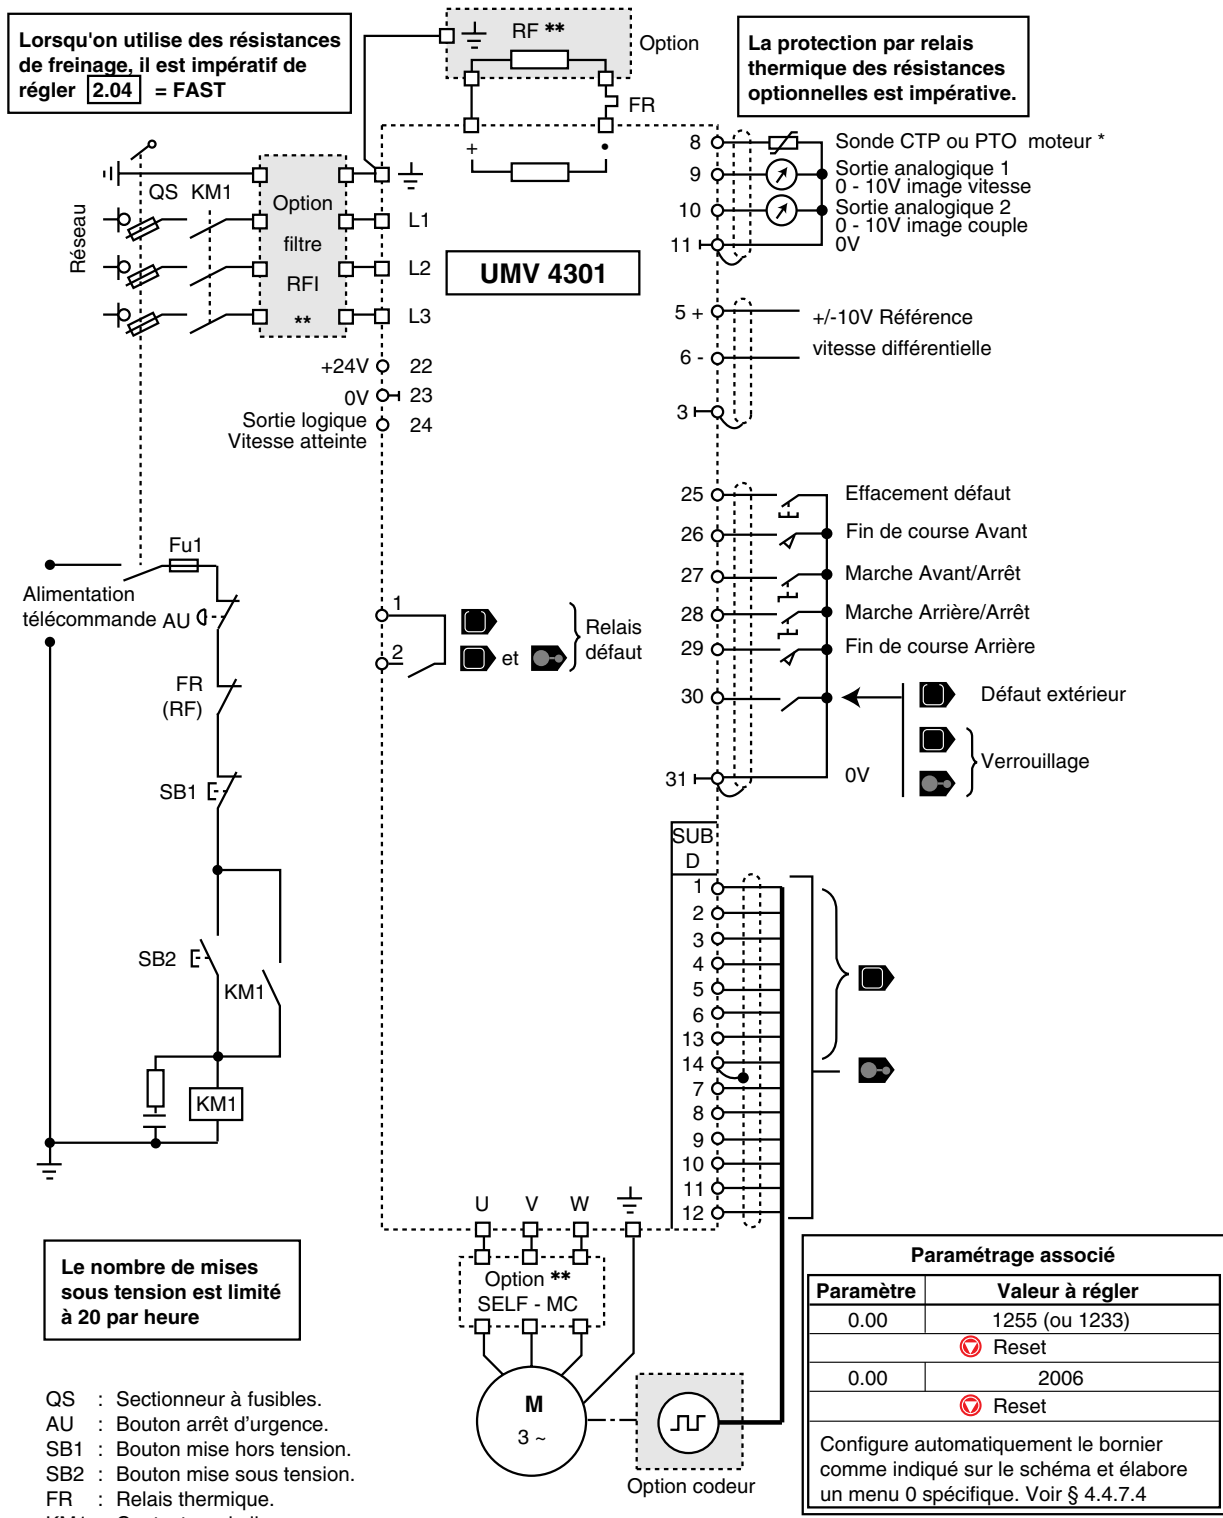 Lorsqu'on utilise des résistances
de freinage, il est impératif de
régler 2.04 = FAST
RF **
Option
FR
La protection par relais
thermique des résistances
optionnelles est impérative.
+
QS KM1
Réseau
Option
filtre
RFI
**
L1
L2
L3
UMV 4301
8 Sonde CTP ou PTO moteur *
9 Sortie analogique 1
0 - 10V image vitesse
10 Sortie analogique 2
0 - 10V image couple
11 0V
5 + +/-10V Référence
6 - vitesse différentielle
3
+24V 22
0V 23
Sortie logique
Vitesse atteinte 24
25 Effacement défaut
26 Fin de course Avant
27 Marche Avant/Arrêt
28 Marche Arrière/Arrêt
29 Fin de course Arrière
30 Défaut extérieur
Verrouillage
31 0V
Fu1
Alimentation
télécommande AU
FR
(RF)
SB1
SB2
KM1
KM1
1
2
et
Relais
défaut
SUB
D
1
2
3
4
5
6
13
14
7
8
9
10
11
12
U V W
Option **
SELF - MC
M
3 ~
Option codeur
Le nombre de mises
sous tension est limité
à 20 par heure
QS : Sectionneur à fusibles.
AU : Bouton arrêt d'urgence.
SB1 : Bouton mise hors tension.
SB2 : Bouton mise sous tension.
FR : Relais thermique.
Paramétrage associé
Paramètre Valeur à régler
0.00 1255 (ou 1233)
Reset
0.00 2006
Reset
Configure automatiquement le bornier
comme indiqué sur le schéma et élabore
un menu 0 spécifique. Voir § 4.4.7.4